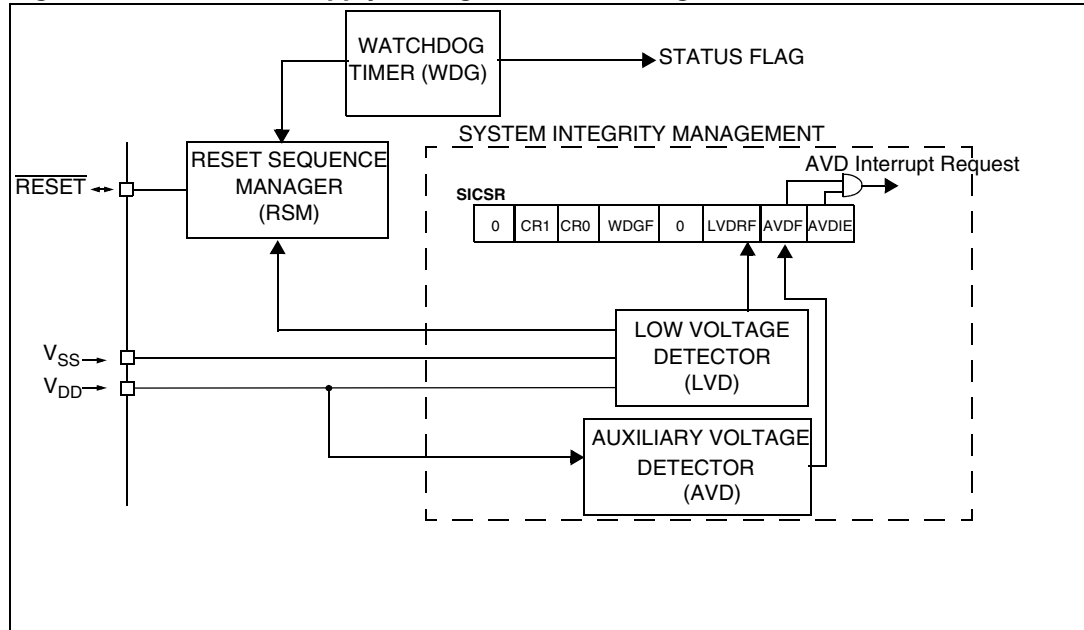 WATCHDOG
TIMER (WDG)
STATUS FLAG
SYSTEM INTEGRITY MANAGEMENT
RESET SEQUENCE
MANAGER
(RSM)
RESET
AVD Interrupt Request
SICSR
0 CR1 CR0 WDGF 0 LVDRF AVDF AVDIE
LOW VOLTAGE
DETECTOR
(LVD)
VSS
VDD
AUXILIARY VOLTAGE
DETECTOR
(AVD)